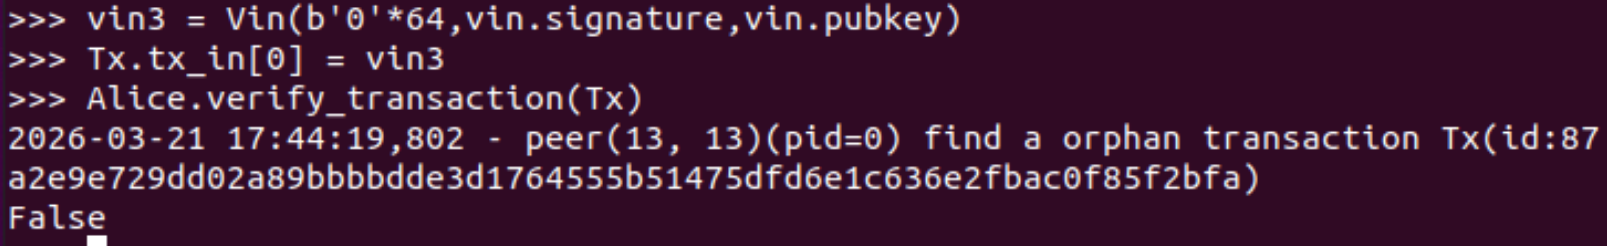 >>> vin3 = Vin(b'0'*64,vin.signature,vin.pubkey)
>>> Tx.tx_in[0] = vin3
>>> Alice.verify_transaction(Tx)
2026-03-21 17:44:19,802 - peer(13, 13)(pid=0) find a orphan transaction Tx(id:87
a2e9e729dd02a89bbbbdde3d1764555b51475dfd6e1c636e2fbac0f85f2bfa)
False